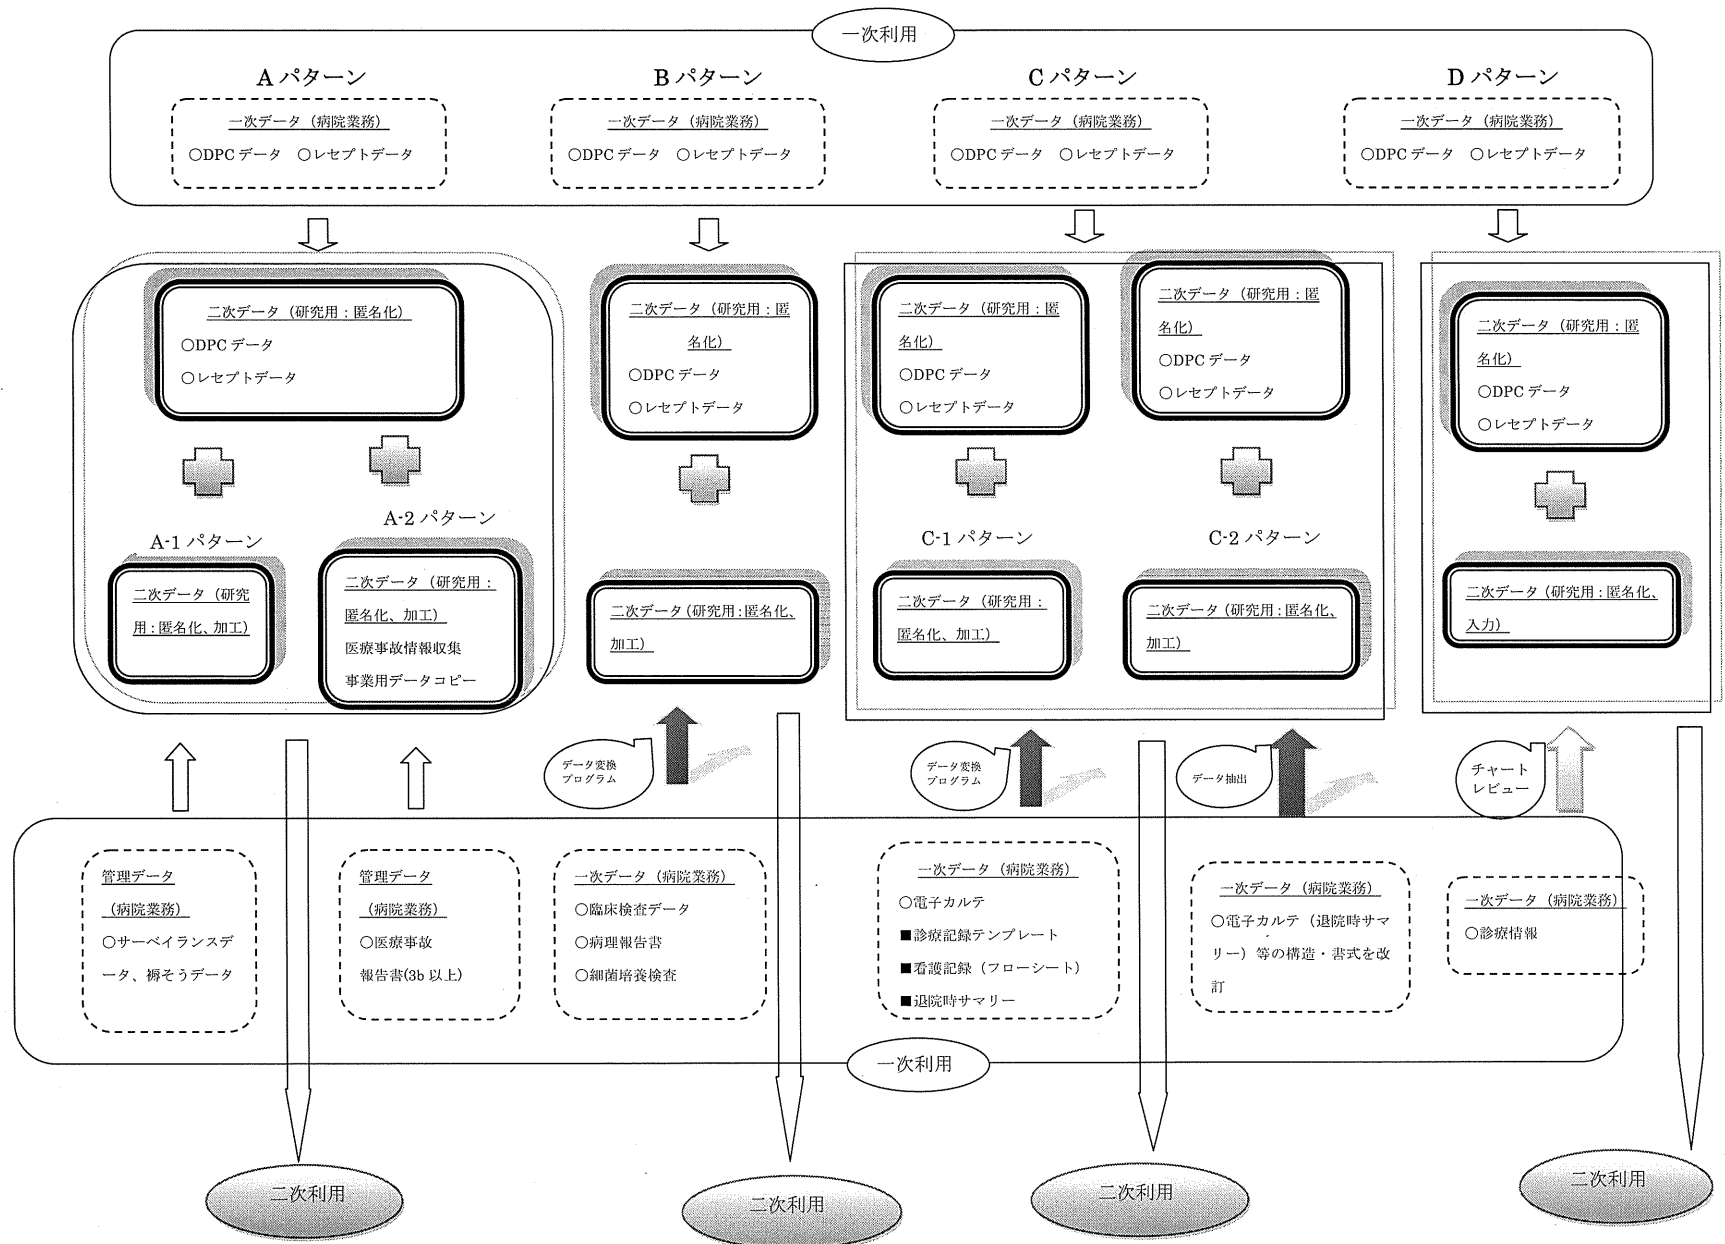 一次利用
A パターン
一次データ（病院業務）
○DPC データ ○レセプトデータ
B パターン
一次データ（病院業務）
○DPC データ ○レセプトデータ
C パターン
一次データ（病院業務）
○DPC データ ○レセプトデータ
D パターン
一次データ（病院業務）
○DPC データ ○レセプトデータ
二次データ（研究用：匿名化）
○DPC データ
○レセプトデータ
A-1 パターン
二次データ（研究
用：匿名化、加工）
A-2 パターン
二次データ（研究用：
匿名化、加工）
医療事故情報収集
事業用データコピー
二次データ（研究用：匿
名化）
○DPC データ
○レセプトデータ
二次データ（研究用：匿名化、
加工）
二次データ（研究用：匿
名化）
○DPC データ
○レセプトデータ
C-1 パターン
二次データ（研究用：
匿名化、加工）
二次データ（研究用：匿
名化）
○DPC データ
○レセプトデータ
C-2 パターン
二次データ（研究用：匿名化、
加工）
二次データ（研究用：匿
名化）
○DPC データ
○レセプトデータ
二次データ（研究用：匿名化、
入力）
データ変換
プログラム
データ変換
プログラム
データ抽出
チャート
レビュー
管理データ
（病院業務）
○サーベイランスデ
ータ、褥そうデータ
管理データ
（病院業務）
○医療事故
報告書(3b 以上)
一次データ（病院業務）
○臨床検査データ
○病理報告書
○細菌培養検査
一次データ（病院業務）
○電子カルテ
■診療記録テンプレート
■看護記録（フローシート）
■退院時サマリー
一次データ（病院業務）
○電子カルテ（退院時サマ
リー）等の構造・書式を改
訂
一次データ（病院業務）
○診療情報
一次利用
二次利用
二次利用
二次利用
二次利用